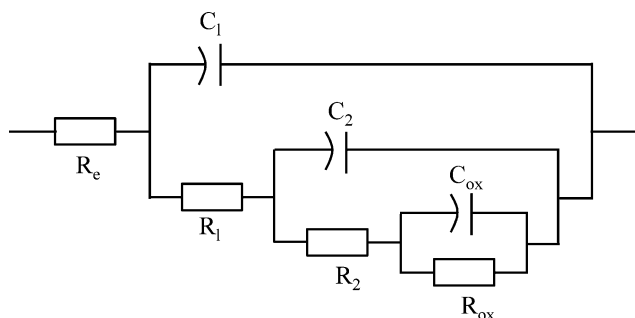 C₁
C₂
Rₑ
Cₒₓ
R₁
R₂
Rₒₓ